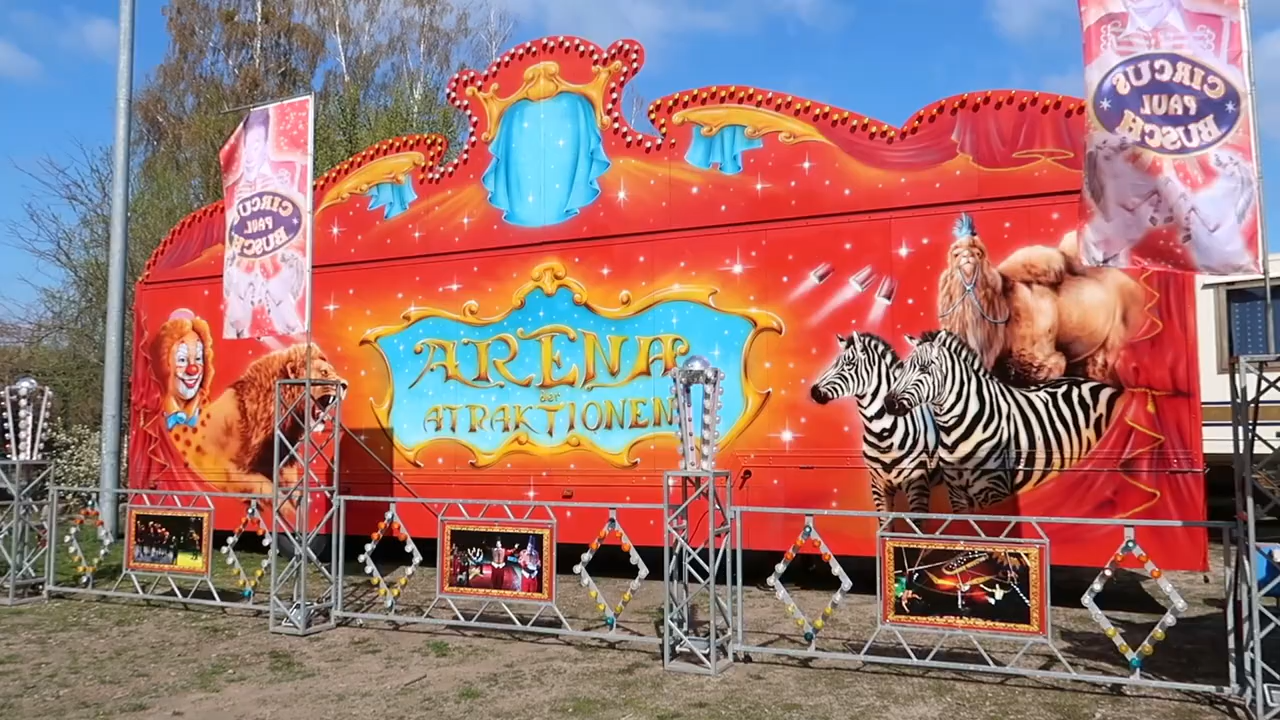 CIRCUS
PAUL
BUSCH
ARENA
der
ATRAKTIONEN
CIRCUS
PAUL
BUSCH